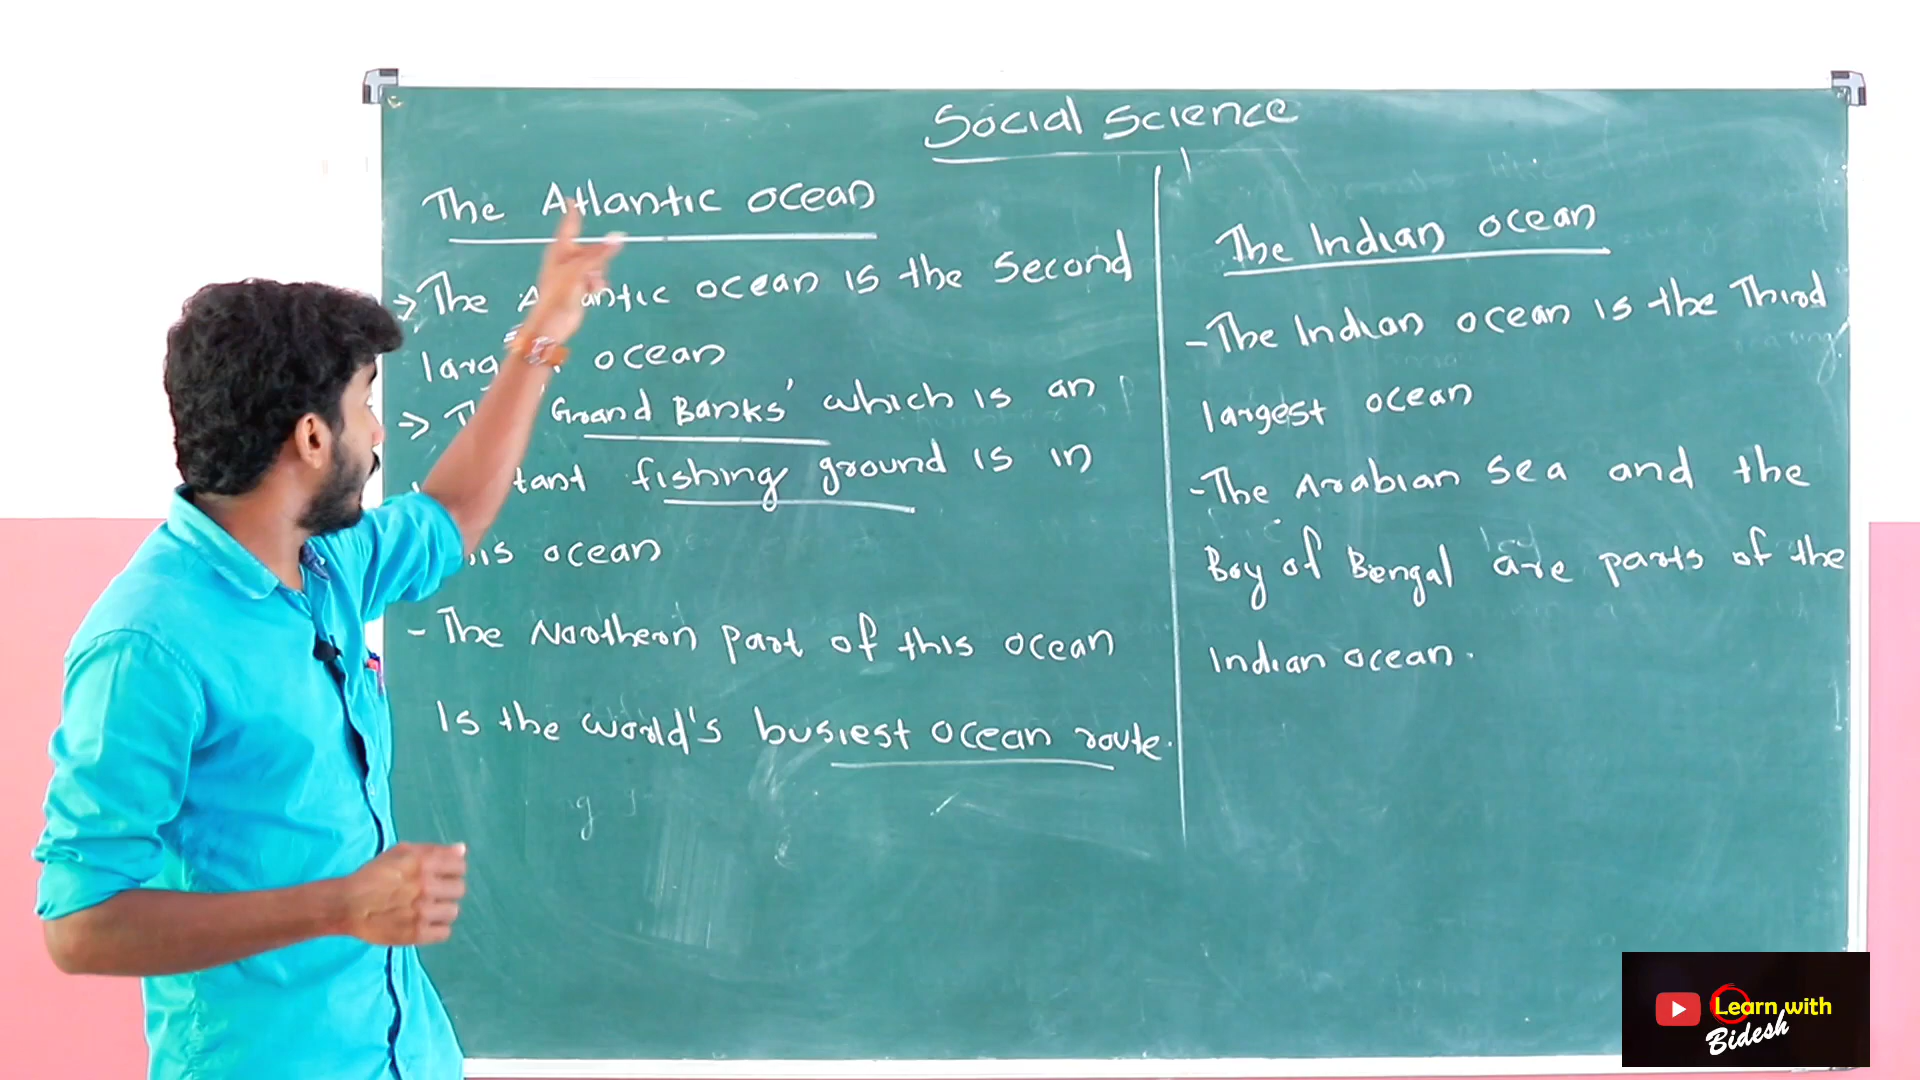 Social Science
The Atlantic ocean
→ The Atlantic ocean is the Second
ocean
→ 'Grand Banks' which is an
fishing ground is in
ocean
- The Northern part of this ocean
Is the world's busiest ocean route.
The Indian ocean
- The Indian ocean is the Third
largest ocean
- The Arabian Sea and the
Bay of Bengal are parts of the
Indian ocean.
Learn with
Bidesh